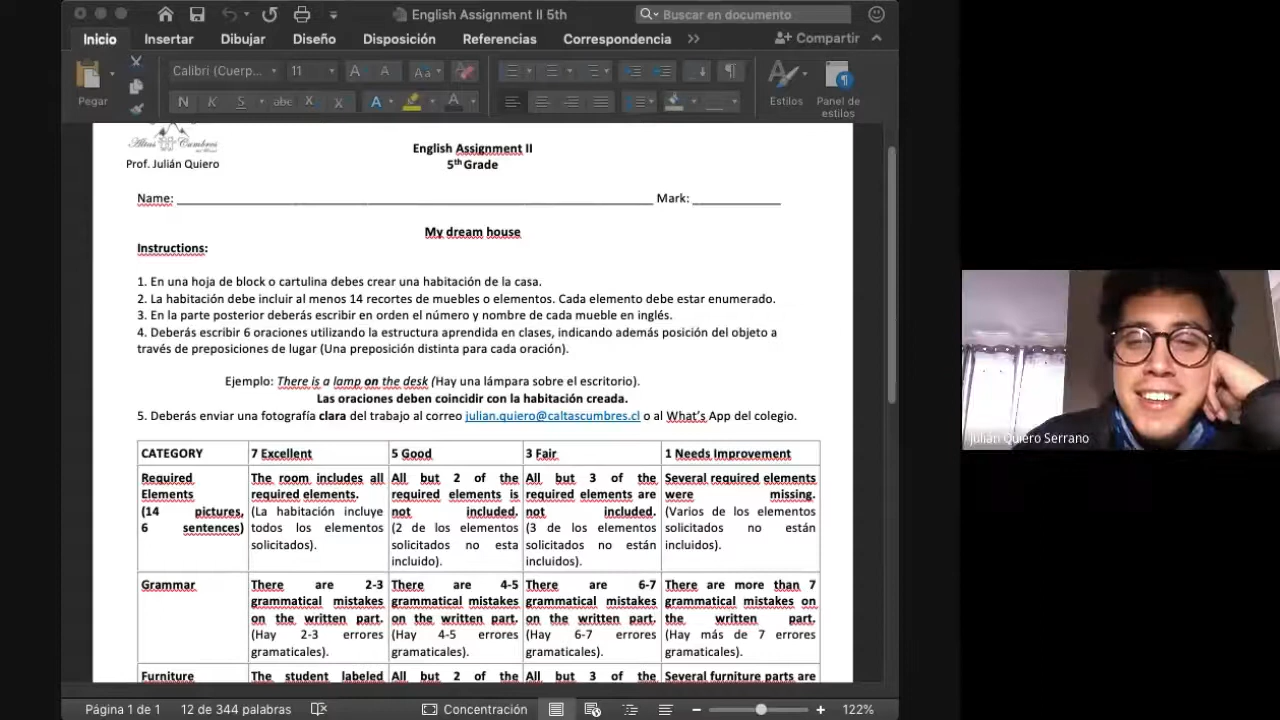 English Assignment II 5th
Buscar en documento
Inicio Insertar Dibujar Diseño Disposición Referencias Correspondencia >> Compartir
Calibri (Cuerp... 11
Pegar Estilos Panel de estilos
Altas Cumbres
Prof. Julián Quiero
English Assignment II
5th Grade
Name: Mark:
My dream house
Instructions:
1. En una hoja de block o cartulina debes crear una habitación de la casa.
2. La habitación debe incluir al menos 14 recortes de muebles o elementos. Cada elemento debe estar enumerado.
3. En la parte posterior deberás escribir en orden el número y nombre de cada mueble en inglés.
4. Deberás escribir 6 oraciones utilizando la estructura aprendida en clases, indicando además posición del objeto a
través de preposiciones de lugar (Una preposición distinta para cada oración).
Ejemplo: There is a lamp on the desk (Hay una lámpara sobre el escritorio).
Las oraciones deben coincidir con la habitación creada.
5. Deberás enviar una fotografía clara del trabajo al correo julian.quiero@caltascumbres.cl o al What's App del colegio.
CATEGORY 7 Excellent 5 Good 3 Fair 1 Needs Improvement
Required The room includes all All but 2 of the All but 3 of the Several required elements
Elements required elements. required elements is required elements are were missing.
(14 pictures, (La habitación incluye not included. not included. (Varios de los elementos
6 sentences) todos los elementos (2 de los elementos (3 de los elementos solicitados no están
solicitados). solicitados no esta solicitados no están incluidos).
incluido). incluidos).
Grammar There are 2-3 There are 4-5 There are 6-7 There are more than 7
grammatical mistakes grammatical mistakes grammatical mistakes grammatical mistakes on
on the written part. on the written part. on the written part. the written part.
(Hay 2-3 errores (Hay 4-5 errores (Hay 6-7 errores (Hay más de 7 errores
gramaticales). gramaticales). gramaticales). gramaticales).
Furniture The student labeled All but 2 of the All but 3 of the Several furniture parts are
Página 1 de 1 12 de 344 palabras Concentración 122%
Julián Quiero Serrano